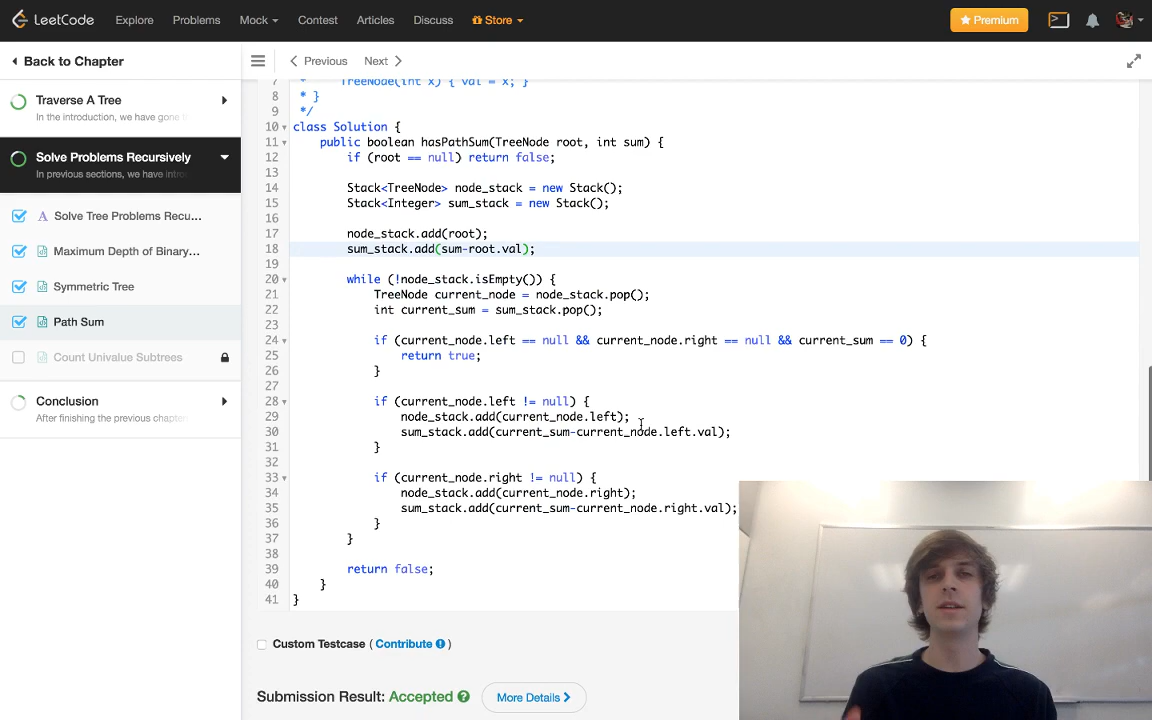 LeetCode Explore Problems Mock Contest Articles Discuss Store Premium
Back to Chapter
Previous Next
Traverse A Tree
In the introduction, we have gone t
Solve Problems Recursively
In previous sections, we have intro
A Solve Tree Problems Recu...
Maximum Depth of Binary...
Symmetric Tree
Path Sum
Count Univalue Subtrees
Conclusion
After finishing the previous chapter
7 * TreeNode(int x) { val = x; }
8 * }
9 */
10 class Solution {
11 public boolean hasPathSum(TreeNode root, int sum) {
12 if (root == null) return false;
13
14 Stack<TreeNode> node_stack = new Stack();
15 Stack<Integer> sum_stack = new Stack();
16
17 node_stack.add(root);
18 sum_stack.add(sum-root.val);
19
20 while (!node_stack.isEmpty()) {
21 TreeNode current_node = node_stack.pop();
22 int current_sum = sum_stack.pop();
23
24 if (current_node.left == null && current_node.right == null && current_sum == 0) {
25 return true;
26 }
27
28 if (current_node.left != null) {
29 node_stack.add(current_node.left);
30 sum_stack.add(current_sum-current_node.left.val);
31 }
32
33 if (current_node.right != null) {
34 node_stack.add(current_node.right);
35 sum_stack.add(current_sum-current_node.right.val);
36 }
37 }
38
39 return false;
40 }
41 }
Custom Testcase ( Contribute )
Submission Result: Accepted More Details